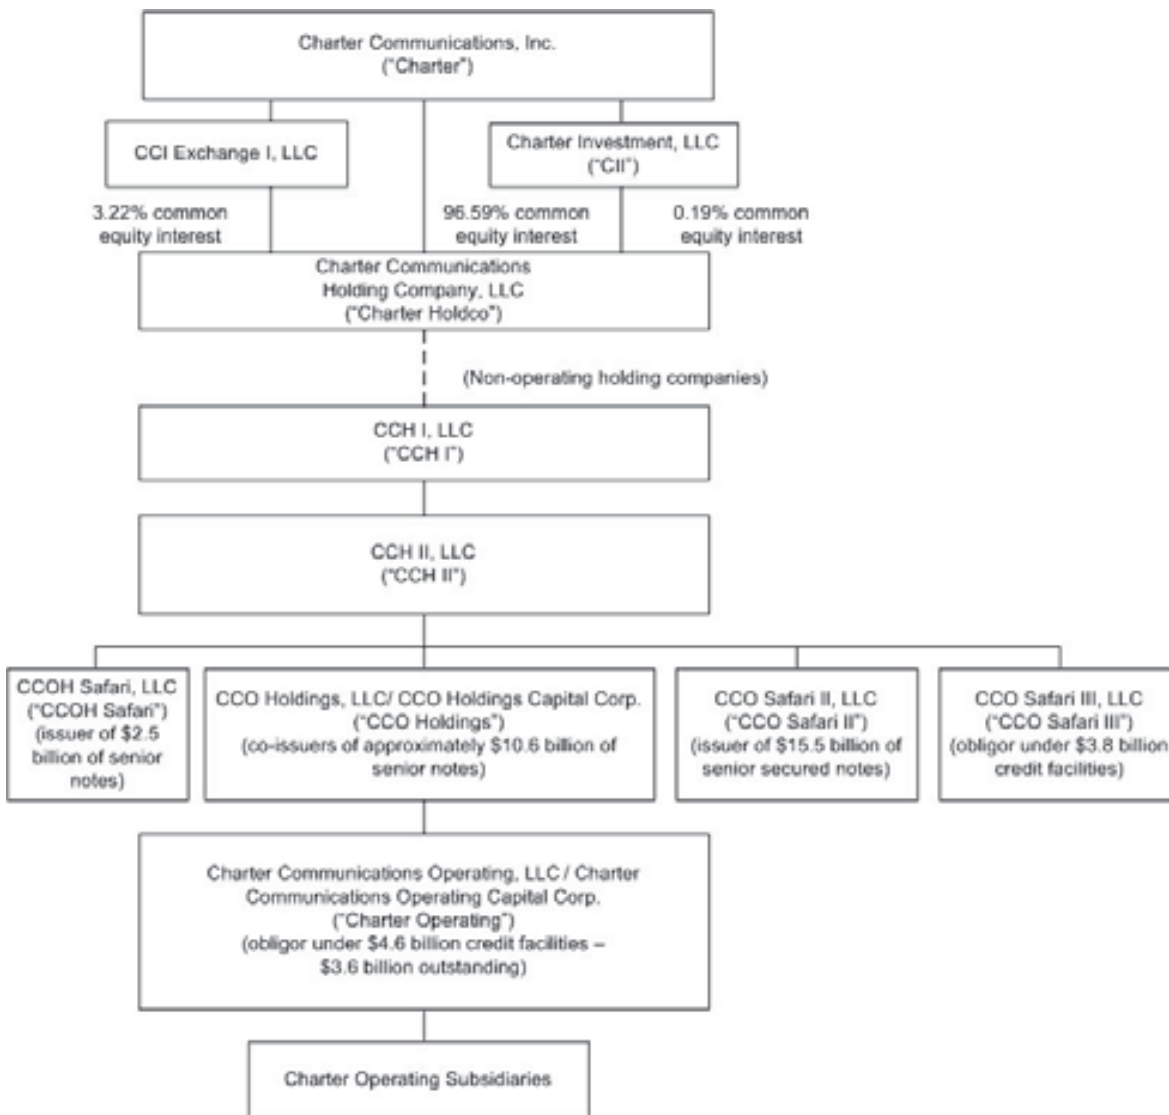 Charter Communications, Inc.
("Charter")
CCI Exchange I, LLC
Charter Investment, LLC
("CII")
3.22% common
equity interest
96.59% common
equity interest
0.19% common
equity interest
Charter Communications
Holding Company, LLC
("Charter Holdco")
(Non-operating holding companies)
CCH I, LLC
("CCH I")
CCH II, LLC
("CCH II")
CCOH Safari, LLC
("CCOH Safari")
(issuer of $2.5
billion of senior
notes)
CCO Holdings, LLC/ CCO Holdings Capital Corp.
("CCO Holdings")
(co-issuers of approximately $10.6 billion of
senior notes)
CCO Safari II, LLC
("CCO Safari II")
(issuer of $15.5 billion of
senior secured notes)
CCO Safari III, LLC
("CCO Safari III")
(obligor under $3.8 billion
credit facilities)
Charter Communications Operating, LLC / Charter
Communications Operating Capital Corp.
("Charter Operating")
(obligor under $4.6 billion credit facilities –
$3.6 billion outstanding)
Charter Operating Subsidiaries